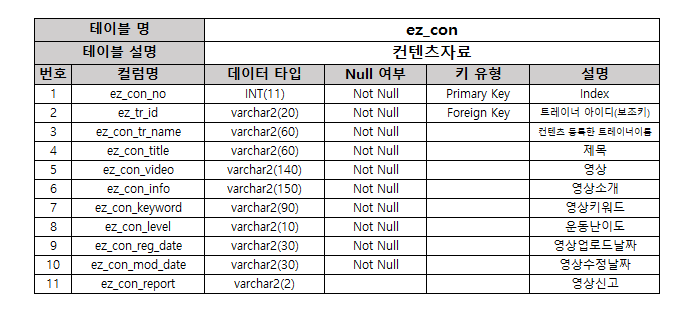 테이블 명 ez_con
테이블 설명 컨텐츠자료
번호 컬럼명 데이터 타입 Null 여부 키 유형 설명
1 ez_con_no INT(11) Not Null Primary Key Index
2 ez_tr_id varchar2(20) Not Null Foreign Key 트레이너 아이디(보조키)
3 ez_con_tr_name varchar2(60) Not Null 컨텐츠 등록한 트레이너이름
4 ez_con_title varchar2(60) Not Null 제목
5 ez_con_video varchar2(140) Not Null 영상
6 ez_con_info varchar2(150) Not Null 영상소개
7 ez_con_keyword varchar2(90) Not Null 영상키워드
8 ez_con_level varchar2(10) Not Null 운동난이도
9 ez_con_reg_date varchar2(30) Not Null 영상업로드날짜
10 ez_con_mod_date varchar2(30) Not Null 영상수정날짜
11 ez_con_report varchar2(2) 영상신고